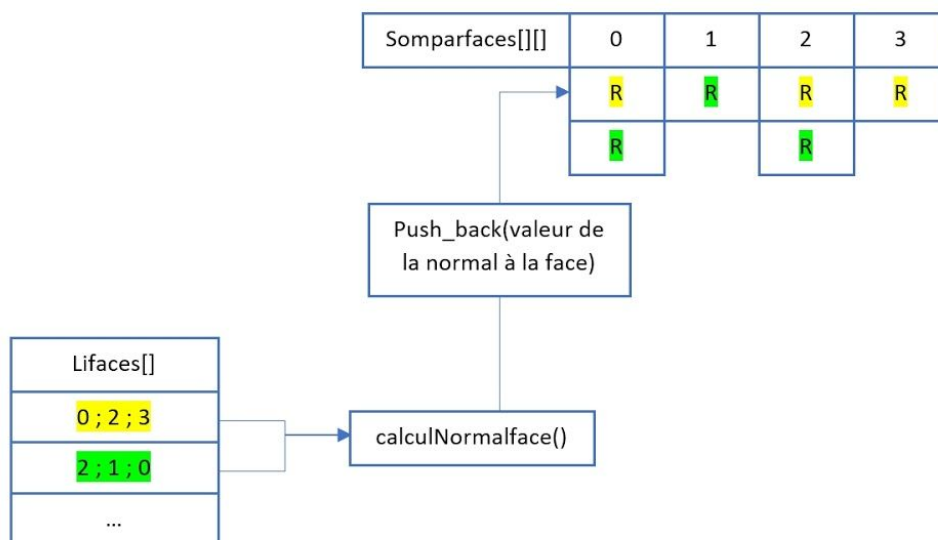 Somparfaces[][] 0 1 2 3
R R R R
R R
Push_back(valeur de
la normal à la face)
Lifaces[]
0 ; 2 ; 3
calculNormalface()
2 ; 1 ; 0
...